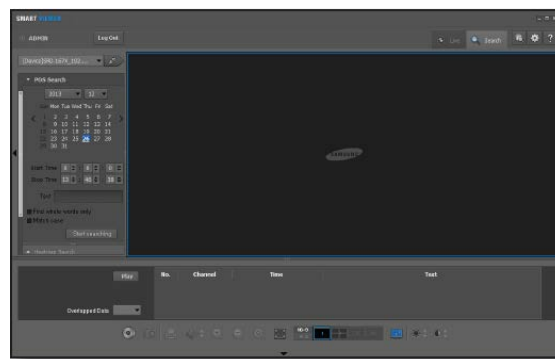 SMART VIEWER
ADMIN
Log Out
Live
Search
POS Search
2013
12
Sun Mon Tue Wed Thu Fri Sat
1 2 3 4 5 6 7
8 9 10 11 12 13 14
15 16 17 18 19 20 21
22 23 24 25 26 27 28
29 30 31
Start Time
Stop Time
Text
Find whole words only
Match case
Start searching
SAMSUNG
Play
No. Channel Time Text
Overlapped Data